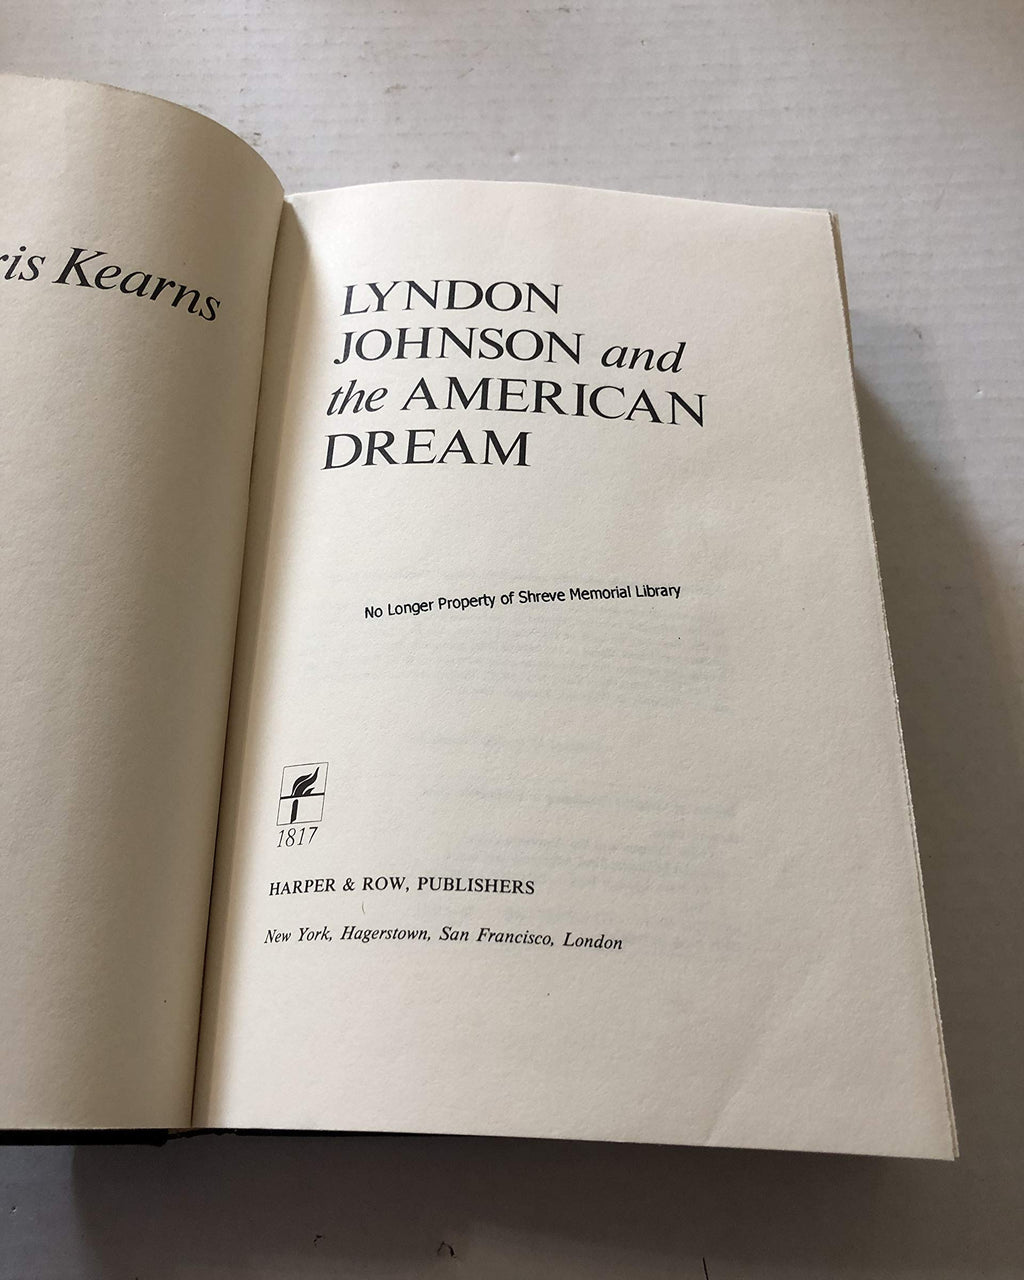 ris Kearns
LYNDON
JOHNSON and
the AMERICAN
DREAM
No Longer Property of Shreve Memorial Library
1817
HARPER & ROW, PUBLISHERS
New York, Hagerstown, San Francisco, London